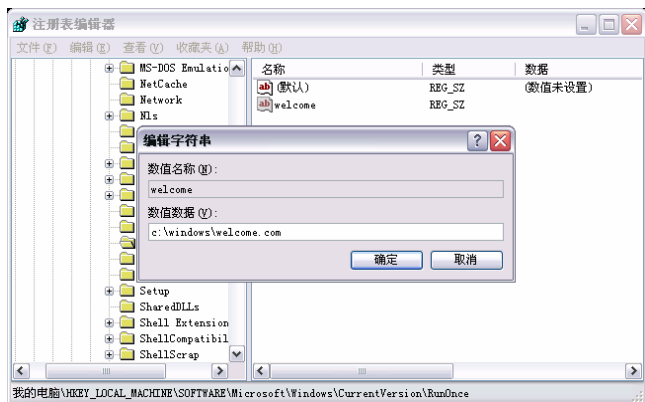 注册表编辑器
文件(F) 编辑(E) 查看(V) 收藏夹(A) 帮助(H)
MS-DOS Emulatio
NetCache
Network
Nls
Setup
SharedDLLs
Shell Extension
ShellCompatibil
ShellScrap
名称 类型 数据
ab (默认) REG_SZ (数值未设置)
ab welcome REG_SZ
编辑字符串
数值名称(N):
welcome
数值数据(V):
c:\windows\welcome.com
确定 取消
我的电脑\HKEY_LOCAL_MACHINE\SOFTWARE\Microsoft\Windows\CurrentVersion\RunOnce